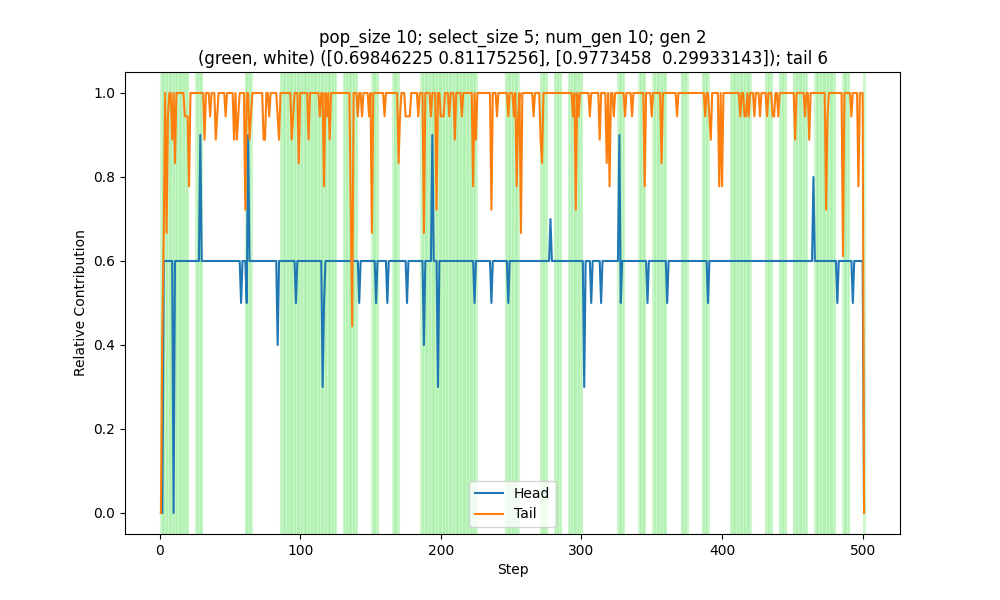 pop_size 10; select_size 5; num_gen 10; gen 2
(green, white) ([0.69846225 0.81175256], [0.9773458  0.29933143]); tail 6
1.0
0.8
0.6
0.4
0.2
0.0
Relative Contribution
Head
Tail
0 100 200 300 400 500
Step